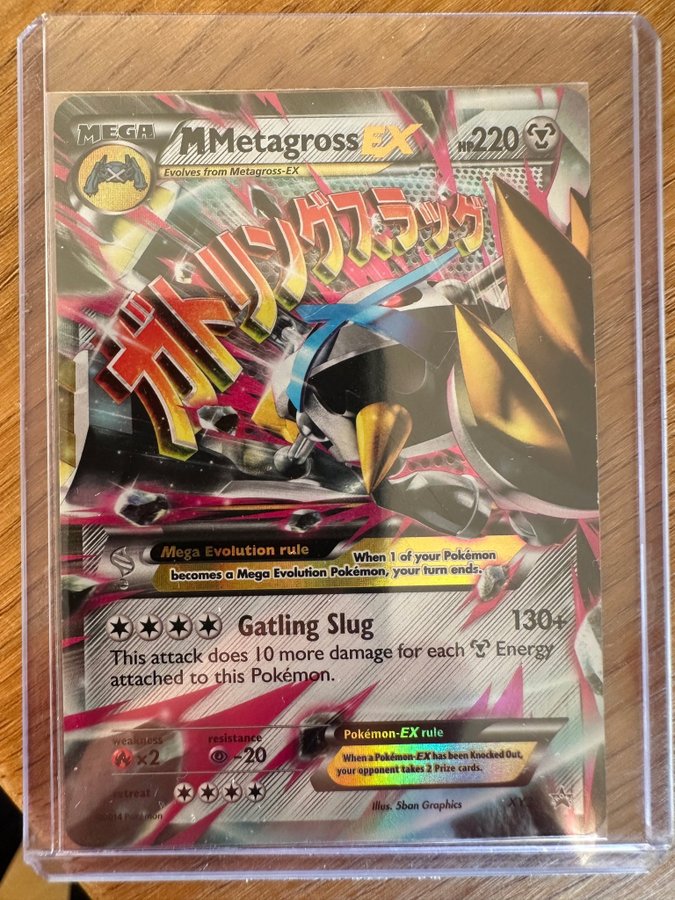 MEGA
M Metagross EX HP220
Evolves from Metagross-EX
ガトリングスラッグ
Mega Evolution rule
When 1 of your Pokémon
becomes a Mega Evolution Pokémon, your turn ends.
Gatling Slug 130+
This attack does 10 more damage for each Energy
attached to this Pokémon.
weakness
×2
resistance
-20
retreat
Pokémon-EX rule
When a Pokémon-EX has been Knocked Out,
your opponent takes 2 Prize cards.
Illus. 5ban Graphics
©2014 Pokémon